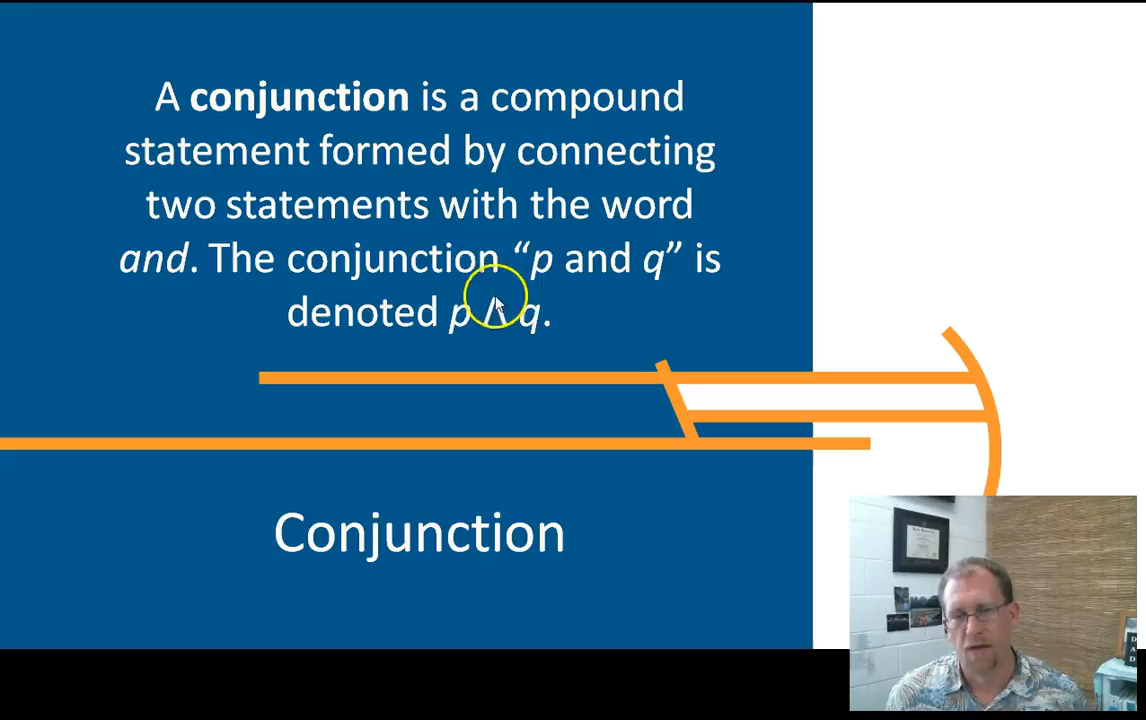 A conjunction is a compound
statement formed by connecting
two statements with the word
and. The conjunction “p and q” is
denoted p ∧ q.
Conjunction
D
A
D